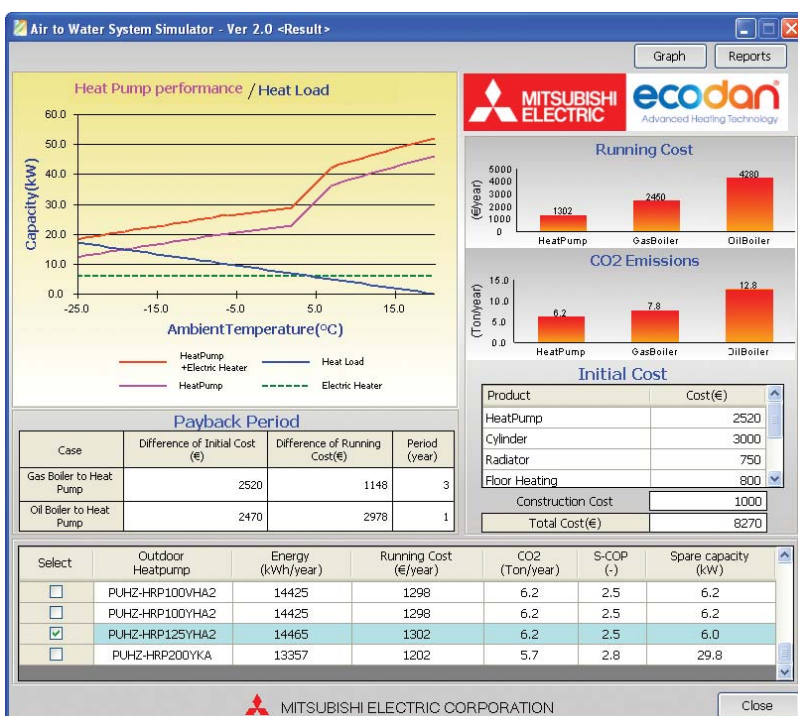 Air to Water System Simulator - Ver 2.0 <Result>
Graph Reports
Heat Pump performance / Heat Load
60.0
50.0
40.0
30.0
20.0
10.0
0.0
Capacity(kW)
-25.0 -15.0 -5.0 5.0 15.0
AmbientTemperature(°C)
HeatPump
+Electric Heater
Heat Load
HeatPump
Electric Heater
MITSUBISHI
ELECTRIC
ecodan
Advanced Heating Technology
Running Cost
5000
4000
3000
2000
1000
0
(€/year)
1302 2450 4280
HeatPump GasBoiler OilBoiler
CO2 Emissions
15.0
10.0
5.0
0.0
(Ton/year)
6.2 7.8 12.8
HeatPump GasBoiler OilBoiler
Initial Cost
Product Cost(€)
HeatPump 2520
Cylinder 3000
Radiator 750
Floor Heating 800
Construction Cost 1000
Total Cost(€) 8270
Payback Period
Case Difference of Initial Cost (€) Difference of Running Cost(€) Period (year)
Gas Boiler to Heat Pump 2520 1148 3
Oil Boiler to Heat Pump 2470 2978 1
Select Outdoor Heatpump Energy (kWh/year) Running Cost (€/year) CO2 (Ton/year) S-COP (-) Spare capacity (kW)
PUHZ-HRP100VHA2 14425 1298 6.2 2.5 6.2
PUHZ-HRP100YHA2 14425 1298 6.2 2.5 6.2
PUHZ-HRP125YHA2 14465 1302 6.2 2.5 6.0
PUHZ-HRP200YKA 13357 1202 5.7 2.8 29.8
MITSUBISHI ELECTRIC CORPORATION
Close